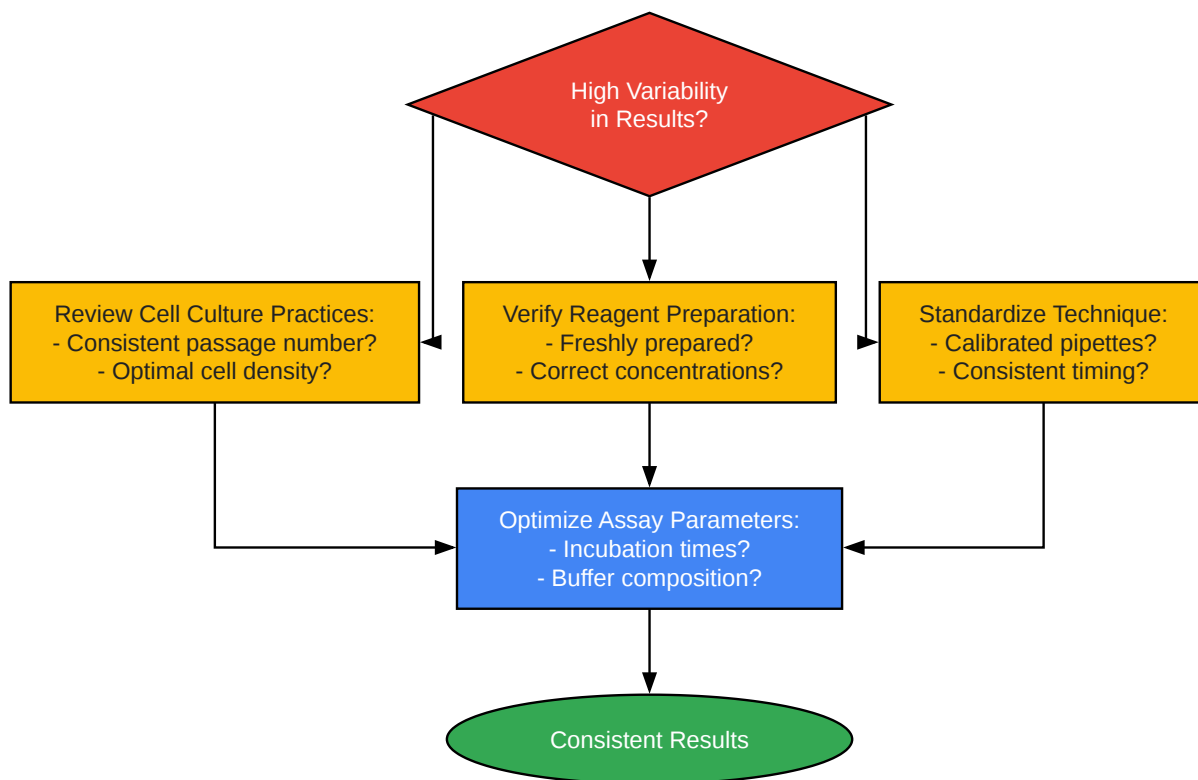 High Variability
in Results?
Review Cell Culture Practices:
- Consistent passage number?
- Optimal cell density?
Verify Reagent Preparation:
- Freshly prepared?
- Correct concentrations?
Standardize Technique:
- Calibrated pipettes?
- Consistent timing?
Optimize Assay Parameters:
- Incubation times?
- Buffer composition?
Consistent Results